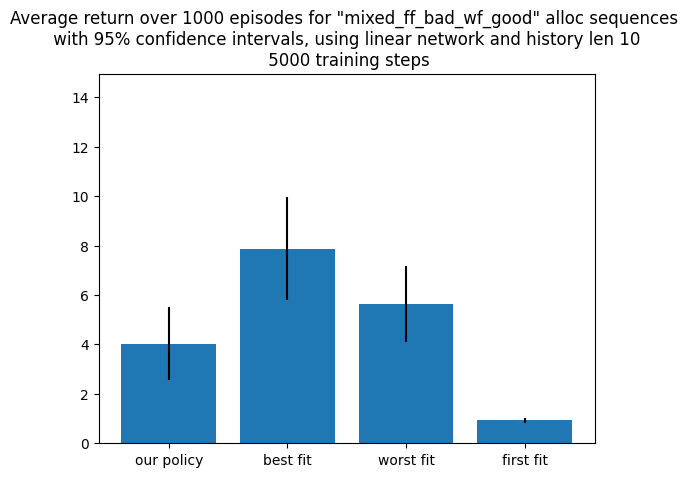 Average return over 1000 episodes for "mixed_ff_bad_wf_good" alloc sequences
with 95% confidence intervals, using linear network and history len 10
5000 training steps
14
12
10
8
6
4
2
0
our policy
best fit
worst fit
first fit